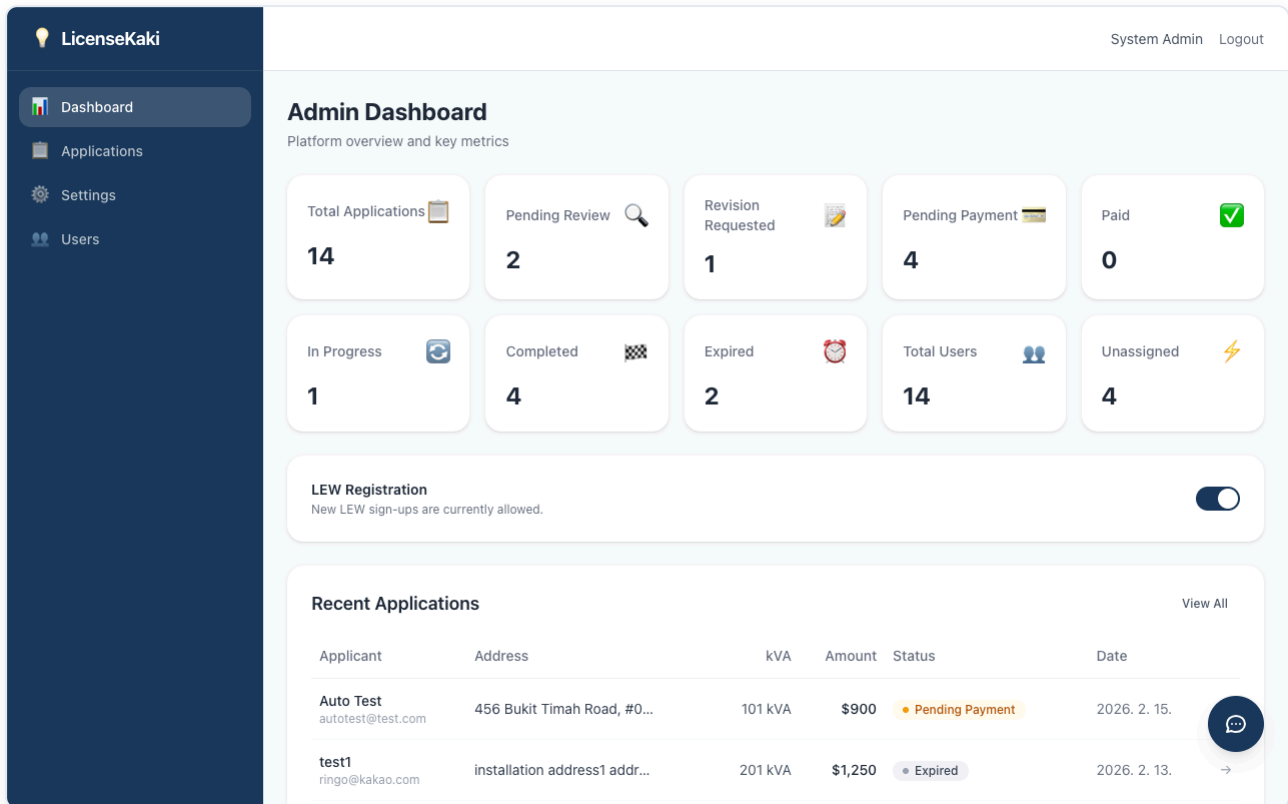 LicenseKaki
System Admin Logout
Dashboard
Applications
Settings
Users
Admin Dashboard
Platform overview and key metrics
Total Applications
14
Pending Review
2
Revision
Requested
1
Pending Payment
4
Paid
0
In Progress
1
Completed
4
Expired
2
Total Users
14
Unassigned
4
LEW Registration
New LEW sign-ups are currently allowed.
Recent Applications
View All
Applicant Address kVA Amount Status Date
Auto Test
autotest@test.com
456 Bukit Timah Road, #0... 101 kVA $900 Pending Payment 2026. 2. 15.
test1
ringo@kakao.com
installation address1 addr... 201 kVA $1,250 Expired 2026. 2. 13. →